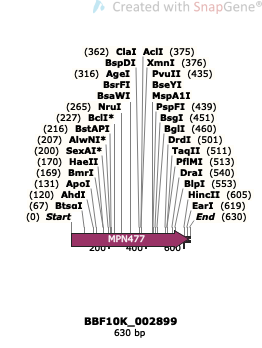 Created with SnapGene®
(362) ClaI AclI (375)
BspDI XmnI (376)
(316) AgeI PvuII (435)
BsrFI BseYI
BsaWI MspA1I
(265) NruI PspFI (439)
(227) BclI* BsgI (451)
(216) BstAPI BglI (460)
(207) AlwNI* DrdI (501)
(200) SexAI* TaqII (511)
(170) HaeII PflMI (513)
(169) BmrI DraI (540)
(131) ApoI BlpI (553)
(120) AhdI HincII (605)
(67) BtsαI EarI (619)
(0) Start End (630)
MPN477
200 400 600
BBF10K_002899
630 bp